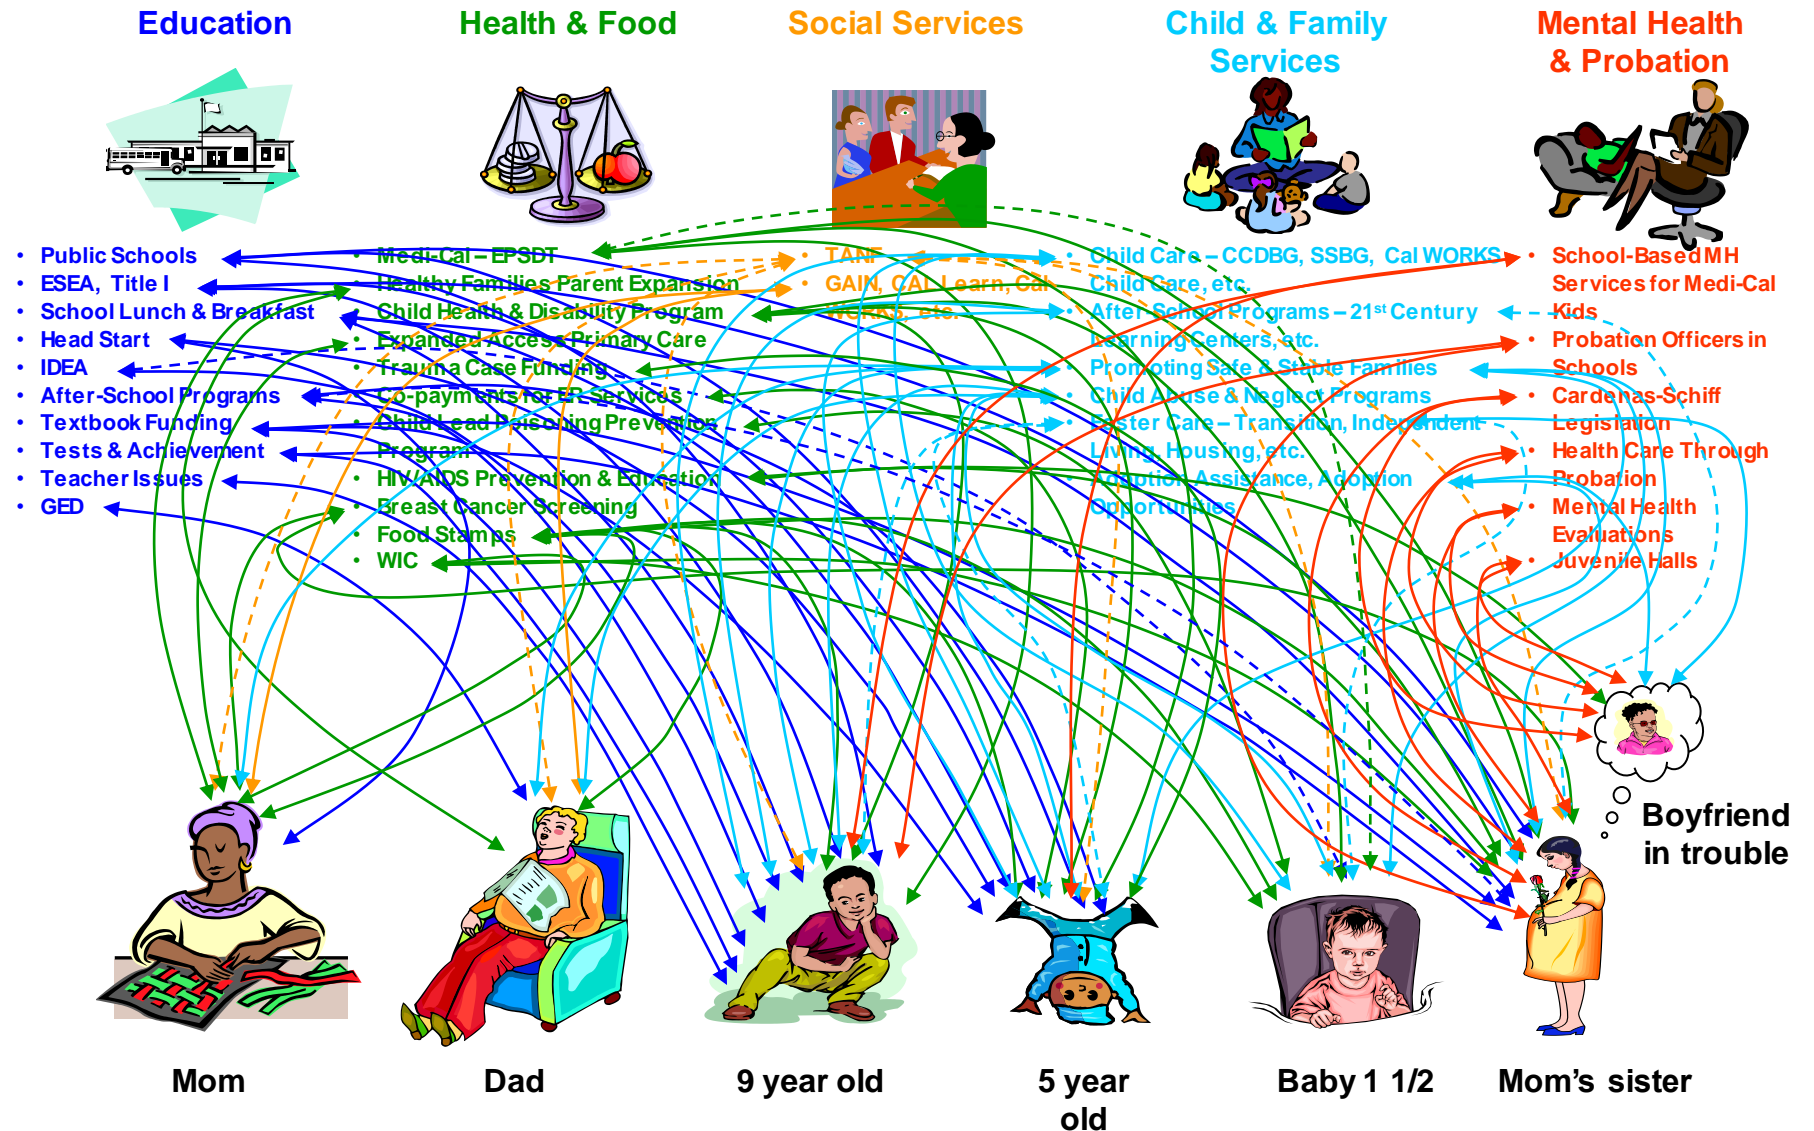 Education
Health & Food
Social Services
Child & Family
Services
Mental Health
& Probation
• Public Schools
• ESEA, Title I
• School Lunch & Breakfast
• Head Start
• IDEA
• After-School Programs
• Textbook Funding
• Tests & Achievement
• Teacher Issues
• GED
• Medi-Cal – EPSDT
• Healthy Families Parent Expansion
• Child Health & Disability Program
• Expanded Access Primary Care
• Trauma Case Funding
• Co-payments for ER Services
• Child Lead Poisoning Prevention
Program
• HIV/AIDS Prevention & Education
• Breast Cancer Screening
• Food Stamps
• WIC
• TANF
• GAIN, CAL Learn, Cal
WORKS, etc.
• Child Care – CCDBG, SSBG, Cal WORKS
Child Care, etc.
• After-School Programs – 21st Century
Learning Centers, etc.
• Promoting Safe & Stable Families
• Child Abuse & Neglect Programs
• Foster Care – Transition, Independent
Living, Housing, etc.
• Adoption Assistance, Adoption
Opportunities
• School-Based MH
Services for Medi-Cal
Kids
• Probation Officers in
Schools
• Cardenas-Schiff
Legislation
• Health Care Through
Probation
• Mental Health
Evaluations
• Juvenile Halls
Boyfriend
in trouble
Mom
Dad
9 year old
5 year
old
Baby 1 1/2
Mom's sister